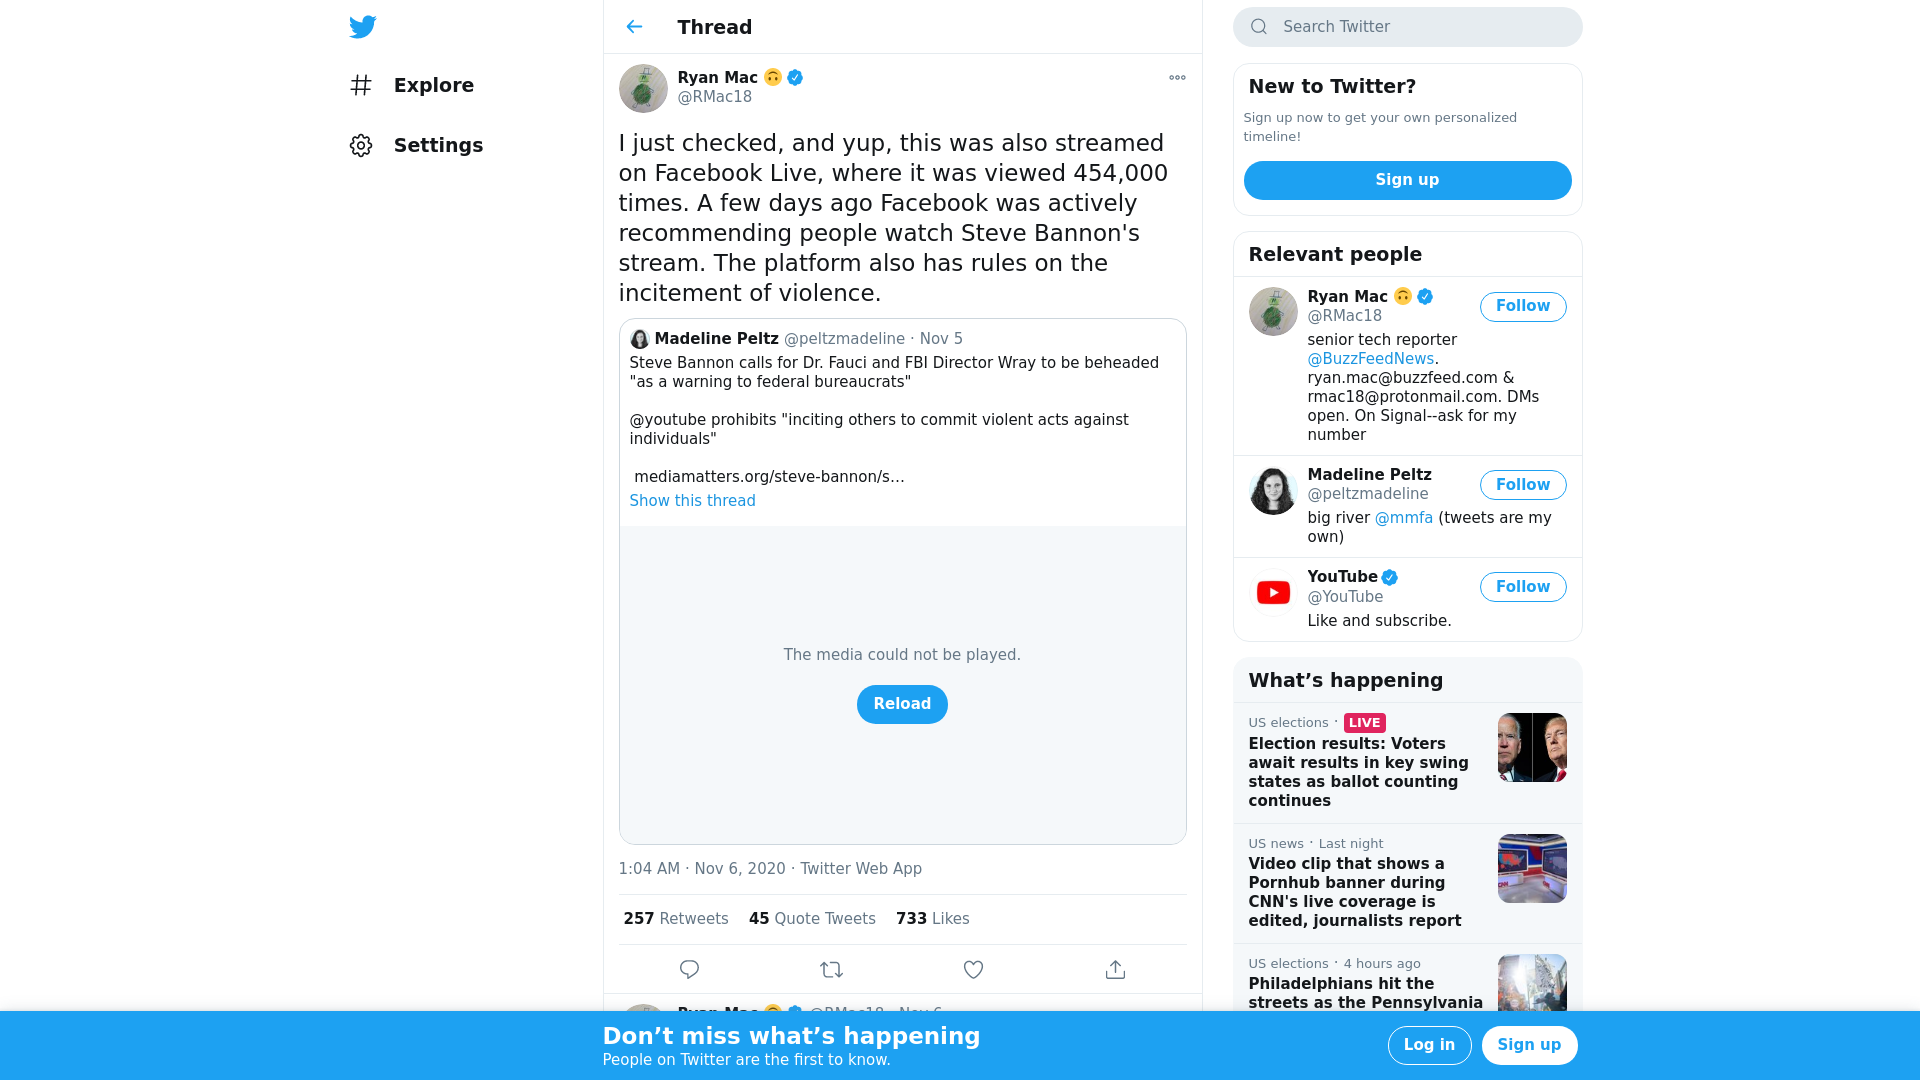 Explore
Settings
Thread
Ryan Mac
@RMac18
I just checked, and yup, this was also streamed
on Facebook Live, where it was viewed 454,000
times. A few days ago Facebook was actively
recommending people watch Steve Bannon's
stream. The platform also has rules on the
incitement of violence.
Madeline Peltz @peltzmadeline · Nov 5
Steve Bannon calls for Dr. Fauci and FBI Director Wray to be beheaded
"as a warning to federal bureaucrats"
@youtube prohibits "inciting others to commit violent acts against
individuals"
mediamatters.org/steve-bannon/s…
Show this thread
The media could not be played.
Reload
1:04 AM · Nov 6, 2020 · Twitter Web App
257 Retweets 45 Quote Tweets 733 Likes
Ryan Mac @RMac18 · Nov 6
Search Twitter
New to Twitter?
Sign up now to get your own personalized
timeline!
Sign up
Relevant people
Ryan Mac
@RMac18
Follow
senior tech reporter
@BuzzFeedNews.
ryan.mac@buzzfeed.com &
rmac18@protonmail.com. DMs
open. On Signal--ask for my
number
Madeline Peltz
@peltzmadeline
Follow
big river @mmfa (tweets are my
own)
YouTube
@YouTube
Follow
Like and subscribe.
What's happening
US elections · LIVE
Election results: Voters
await results in key swing
states as ballot counting
continues
US news · Last night
Video clip that shows a
Pornhub banner during
CNN's live coverage is
edited, journalists report
US elections · 4 hours ago
Philadelphians hit the
streets as the Pennsylvania
Don't miss what's happening
People on Twitter are the first to know.
Log in
Sign up